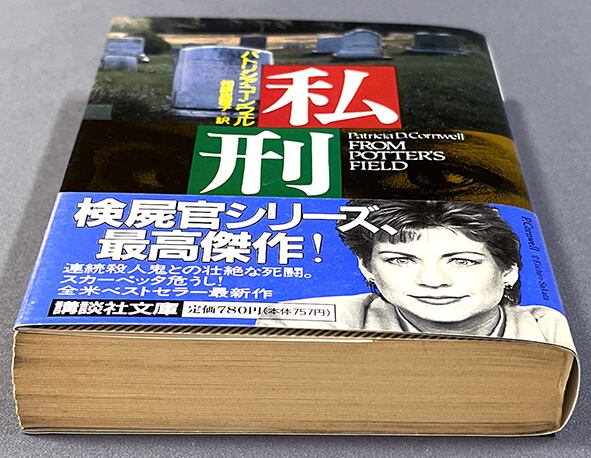 パトリシア・コーンウェル
相原真理子・訳
私刑
Patricia D. Cornwell
FROM
POTTER'S
FIELD
検屍官シリーズ、
最高傑作！
連続殺人鬼との壮絶な死闘。
スカーペッタ危うし！
全米ベストセラー最新作
講談社文庫
定価780円(本体757円)
P.Cornwell ©Eiichiro Sakata